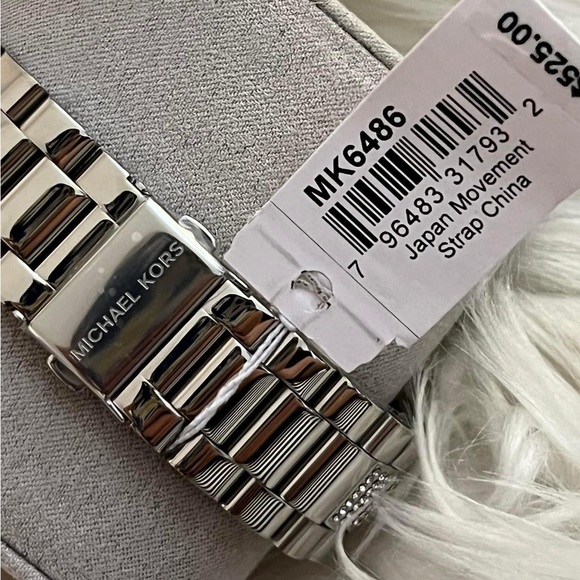 $525.00
MK6486
7 96483 31793 2
Japan Movement
Strap China
MICHAEL KORS